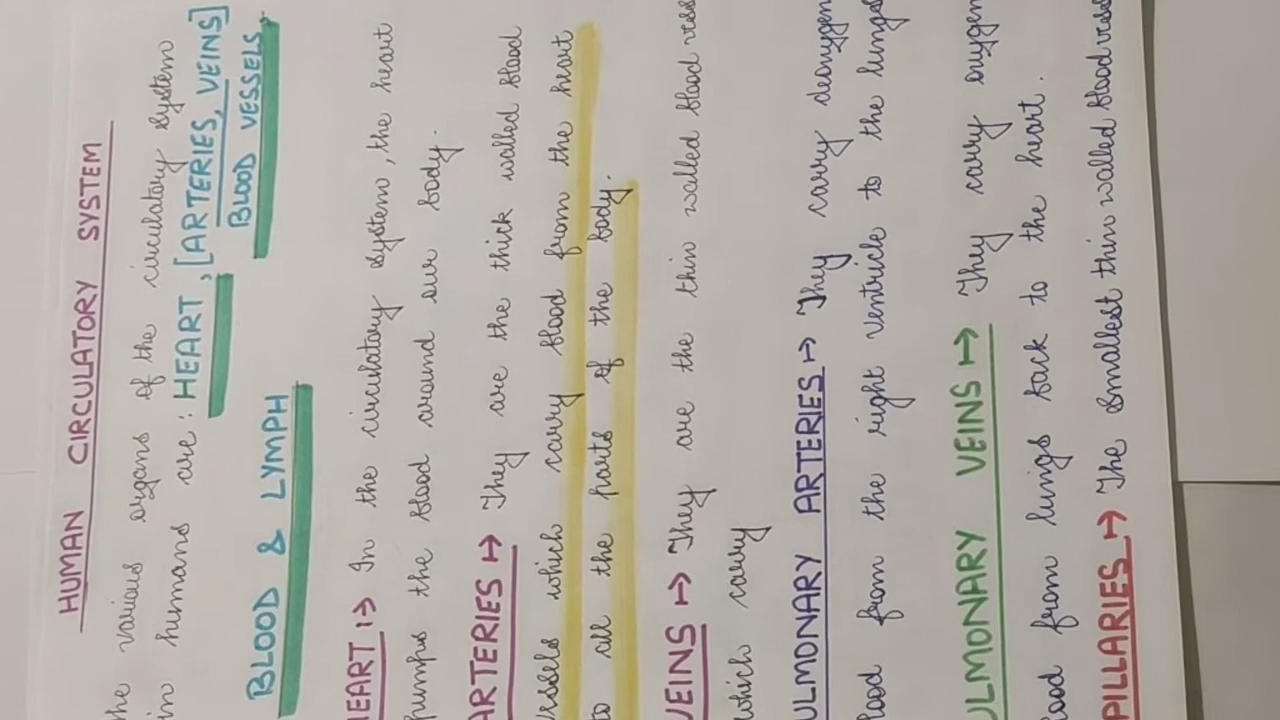 HUMAN CIRCULATORY SYSTEM
the various organs of the circulatory system
in humans are: HEART, [ARTERIES, VEINS]
BLOOD VESSELS
BLOOD & LYMPH
HEART → In the circulatory system, the heart
pumps the blood around our body.
ARTERIES → They are the thick walled blood
vessels which carry blood from the heart
to all the parts of the body.
VEINS → They are the thin walled blood vess
which carry
ULMONARY ARTERIES → They carry deoxygen
lood from the right ventricle to the lungs
ULMONARY VEINS → They carry oxygen
lood from lungs back to the heart.
PILLARIES → The smallest thin walled blood vess